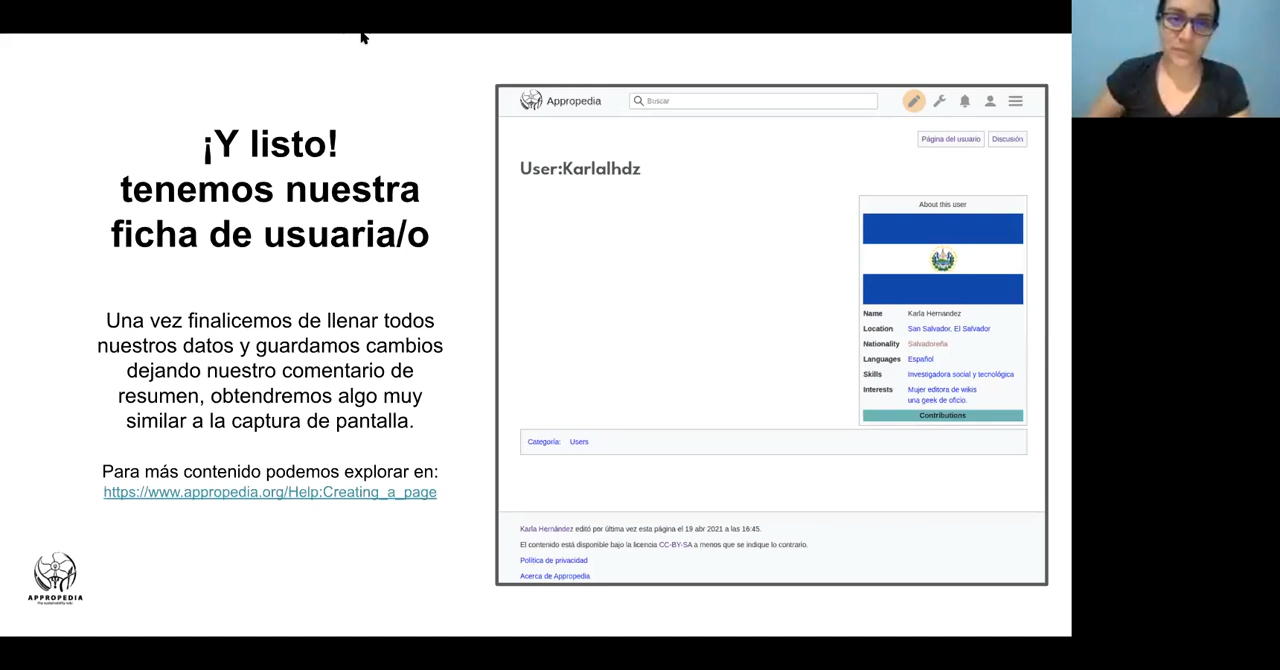 ¡Y listo!
tenemos nuestra
ficha de usuaria/o
Una vez finalicemos de llenar todos
nuestros datos y guardamos cambios
dejando nuestro comentario de
resumen, obtendremos algo muy
similar a la captura de pantalla.
Para más contenido podemos explorar en:
https://www.appropedia.org/Help:Creating_a_page
APPROPEDIA
The sustainability wiki
Appropedia
Buscar
Página del usuario
Discusión
User:Karlalhdz
About this user
Name Karla Hernandez
Location San Salvador, El Salvador
Nationality Salvadoreña
Languages Español
Skills Investigadora social y tecnológica
Interests Mujer editora de wikis
una geek de oficio.
Contributions
Categoría: Users
Karla Hernández editó por última vez esta página el 19 abr 2021 a las 16:45.
El contenido está disponible bajo la licencia CC-BY-SA a menos que se indique lo contrario.
Política de privacidad
Acerca de Appropedia